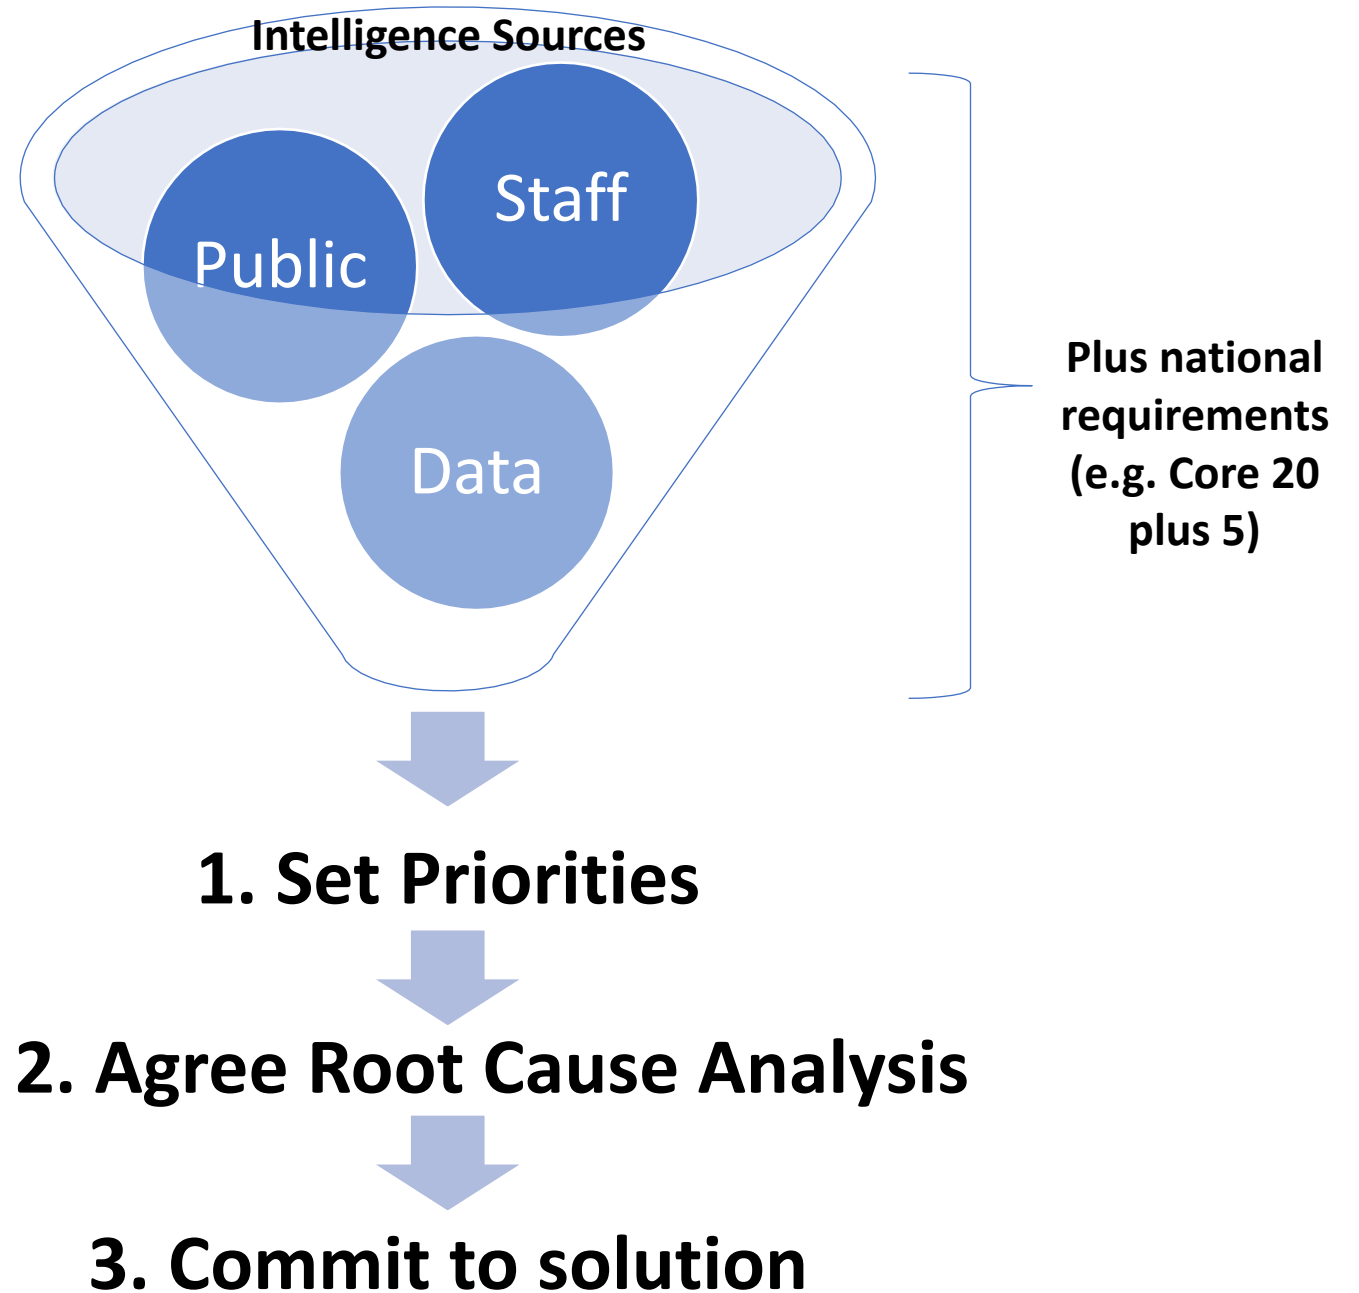 Intelligence Sources
Staff
Public
Data
Plus national
requirements
(e.g. Core 20
plus 5)
1. Set Priorities
2. Agree Root Cause Analysis
3. Commit to solution